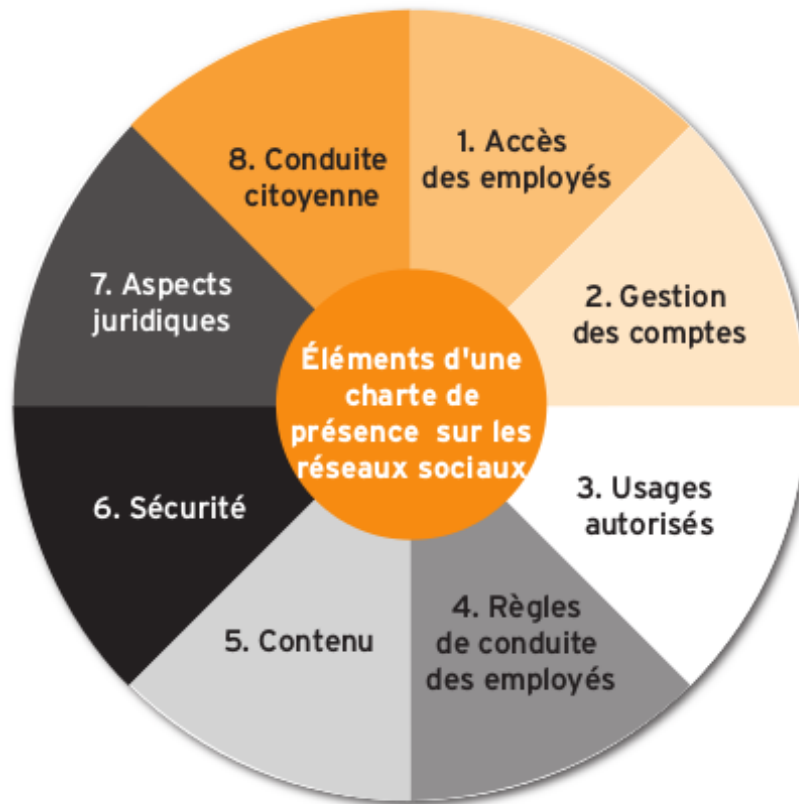 Éléments d'une
charte de
présence sur les
réseaux sociaux
1. Accès
des employés
2. Gestion
des comptes
3. Usages
autorisés
4. Règles
de conduite
des employés
5. Contenu
6. Sécurité
7. Aspects
juridiques
8. Conduite
citoyenne